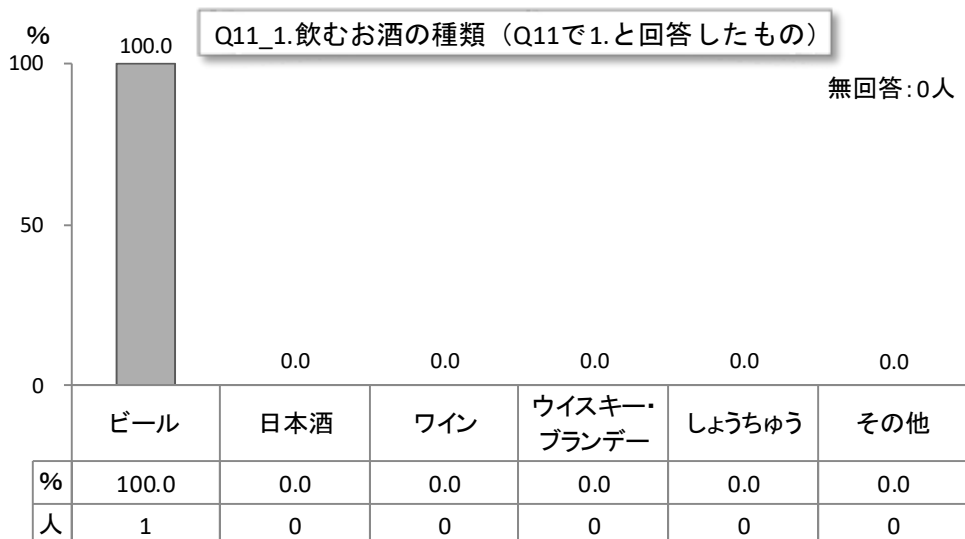 Q11_1.飲むお酒の種類（Q11で1.と回答したもの）
%
100.0
無回答：0人
100
50
0
0.0 0.0 0.0 0.0 0.0
ビール 日本酒 ワイン ウイスキー・ しょうちゅう その他
ブランデー
% 100.0 0.0 0.0 0.0 0.0 0.0
人 1 0 0 0 0 0